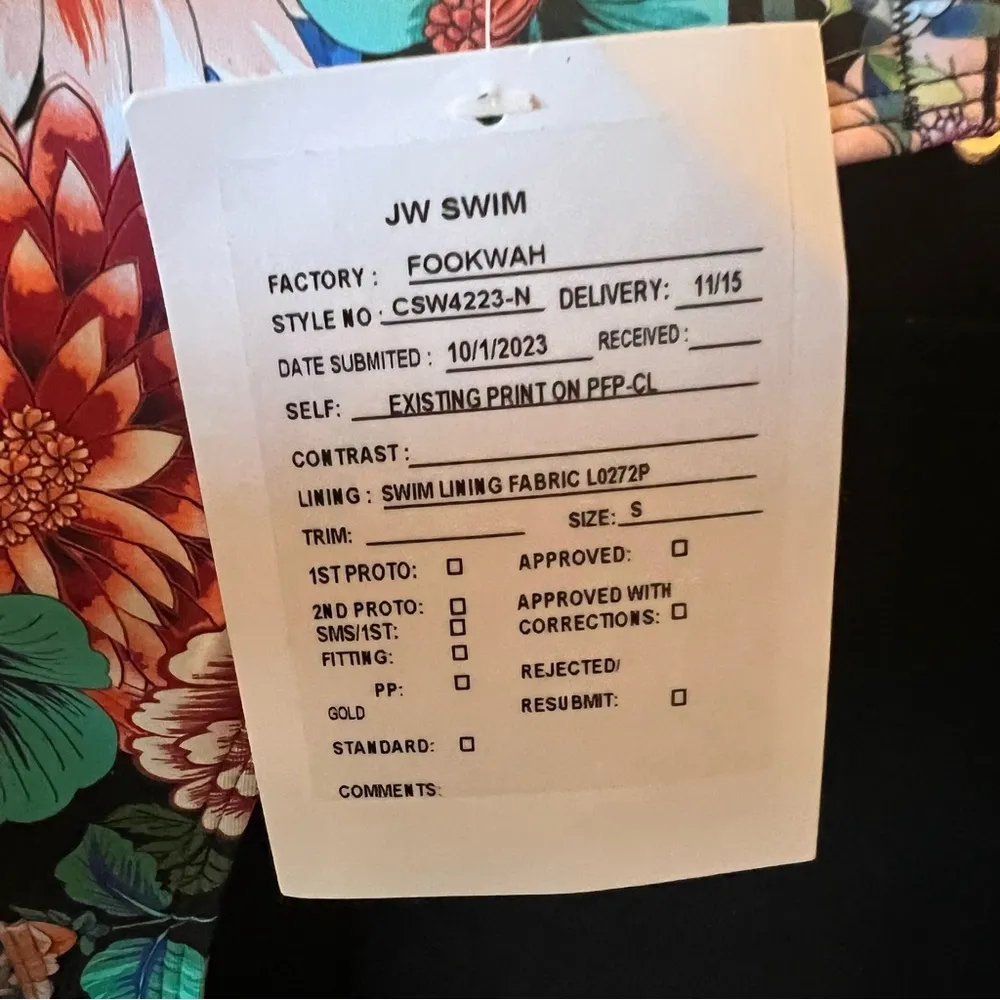 JW SWIM
FACTORY: FOOKWAH
STYLE NO: CSW4223-N DELIVERY: 11/15
DATE SUBMITED: 10/1/2023 RECEIVED:
SELF: EXISTING PRINT ON PFP-CL
CONTRAST:
LINING: SWIM LINING FABRIC L0272P
TRIM: SIZE: S
1ST PROTO: APPROVED:
2ND PROTO: APPROVED WITH
SMS/1ST: CORRECTIONS:
FITTING: REJECTED/
PP: RESUBMIT:
GOLD
STANDARD:
COMMENTS: